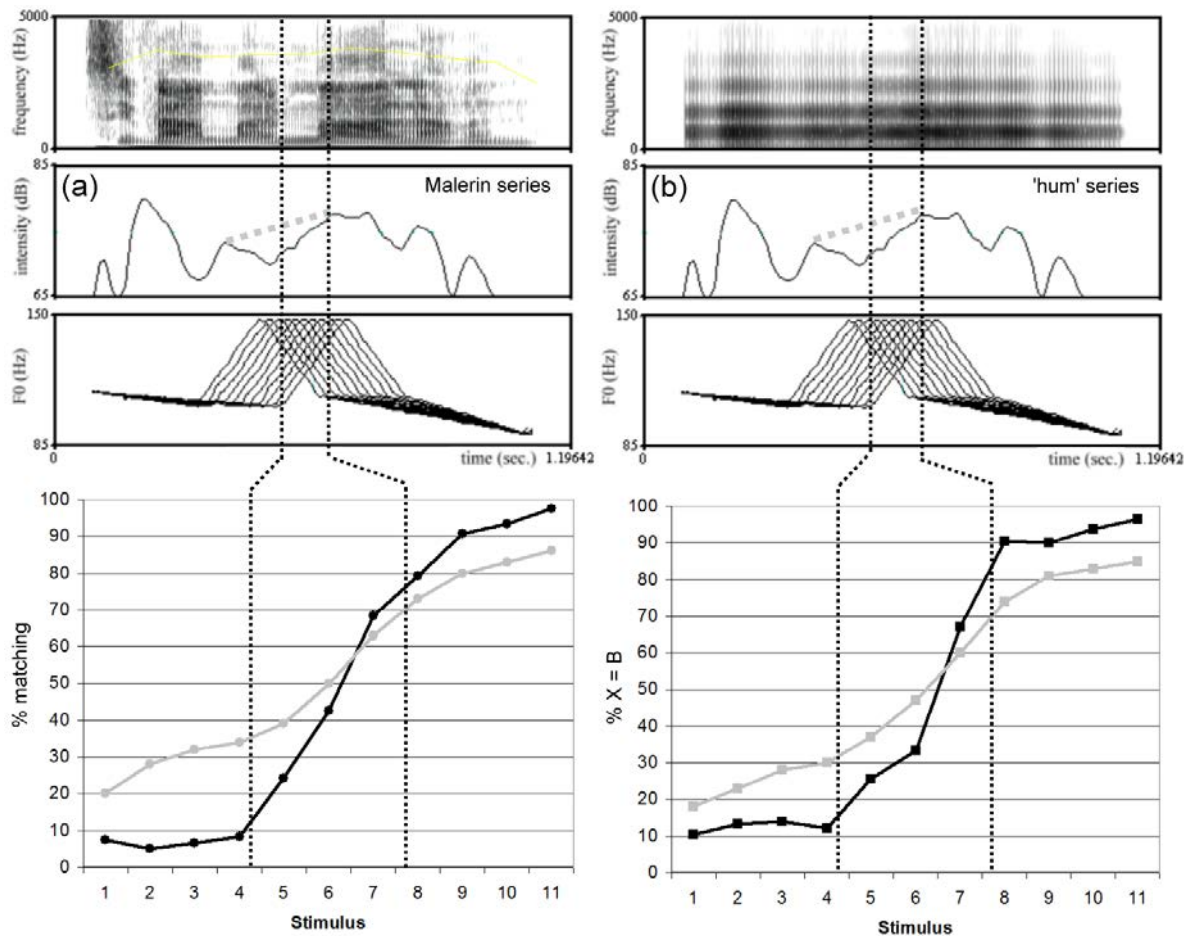 5000
frequency (Hz)
0
85
intensity (dB)
(a)
Malerin series
65
150
F0 (Hz)
85
0
time (sec.)
1.19642
100
90
80
70
60
50
40
30
20
10
0
% matching
1 2 3 4 5 6 7 8 9 10 11
Stimulus
5000
frequency (Hz)
0
85
intensity (dB)
(b)
'hum' series
65
150
F0 (Hz)
85
0
time (sec.)
1.19642
100
90
80
70
60
50
40
30
20
10
0
% X = B
1 2 3 4 5 6 7 8 9 10 11
Stimulus